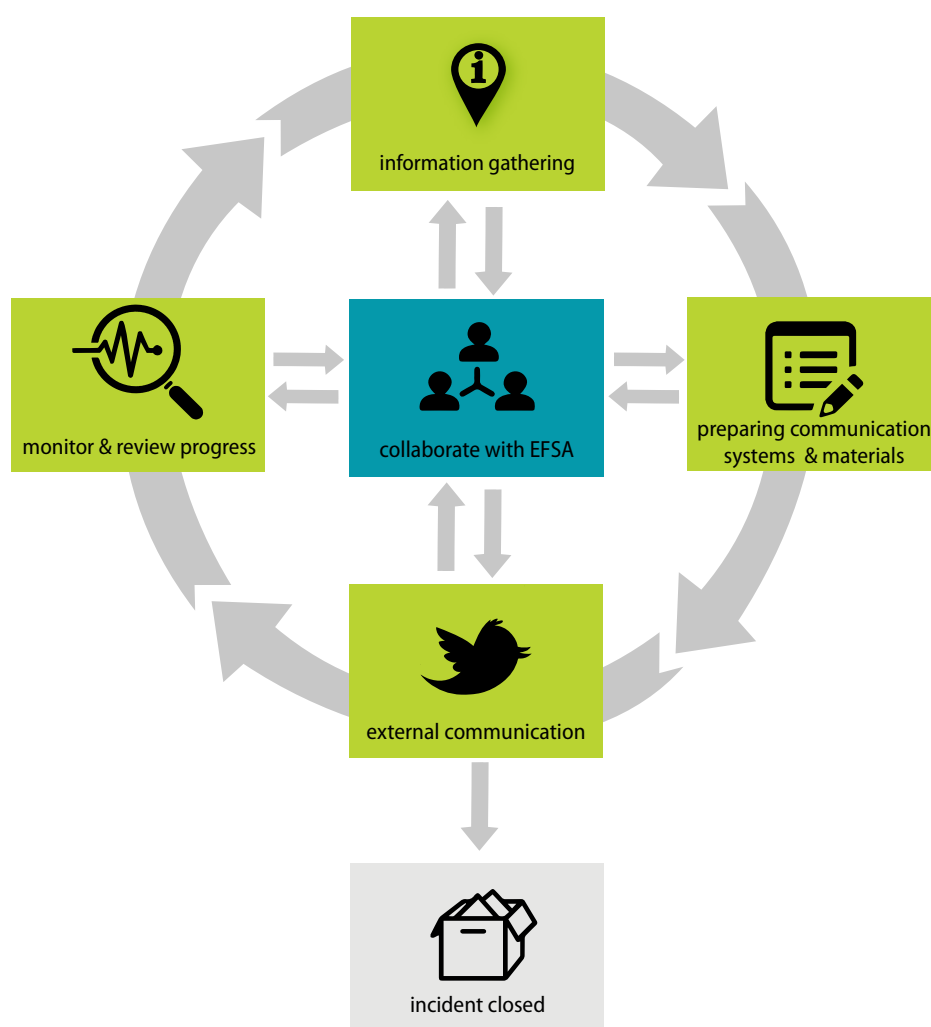 information gathering
monitor & review progress
collaborate with EFSA
preparing communication
systems & materials
external communication
incident closed